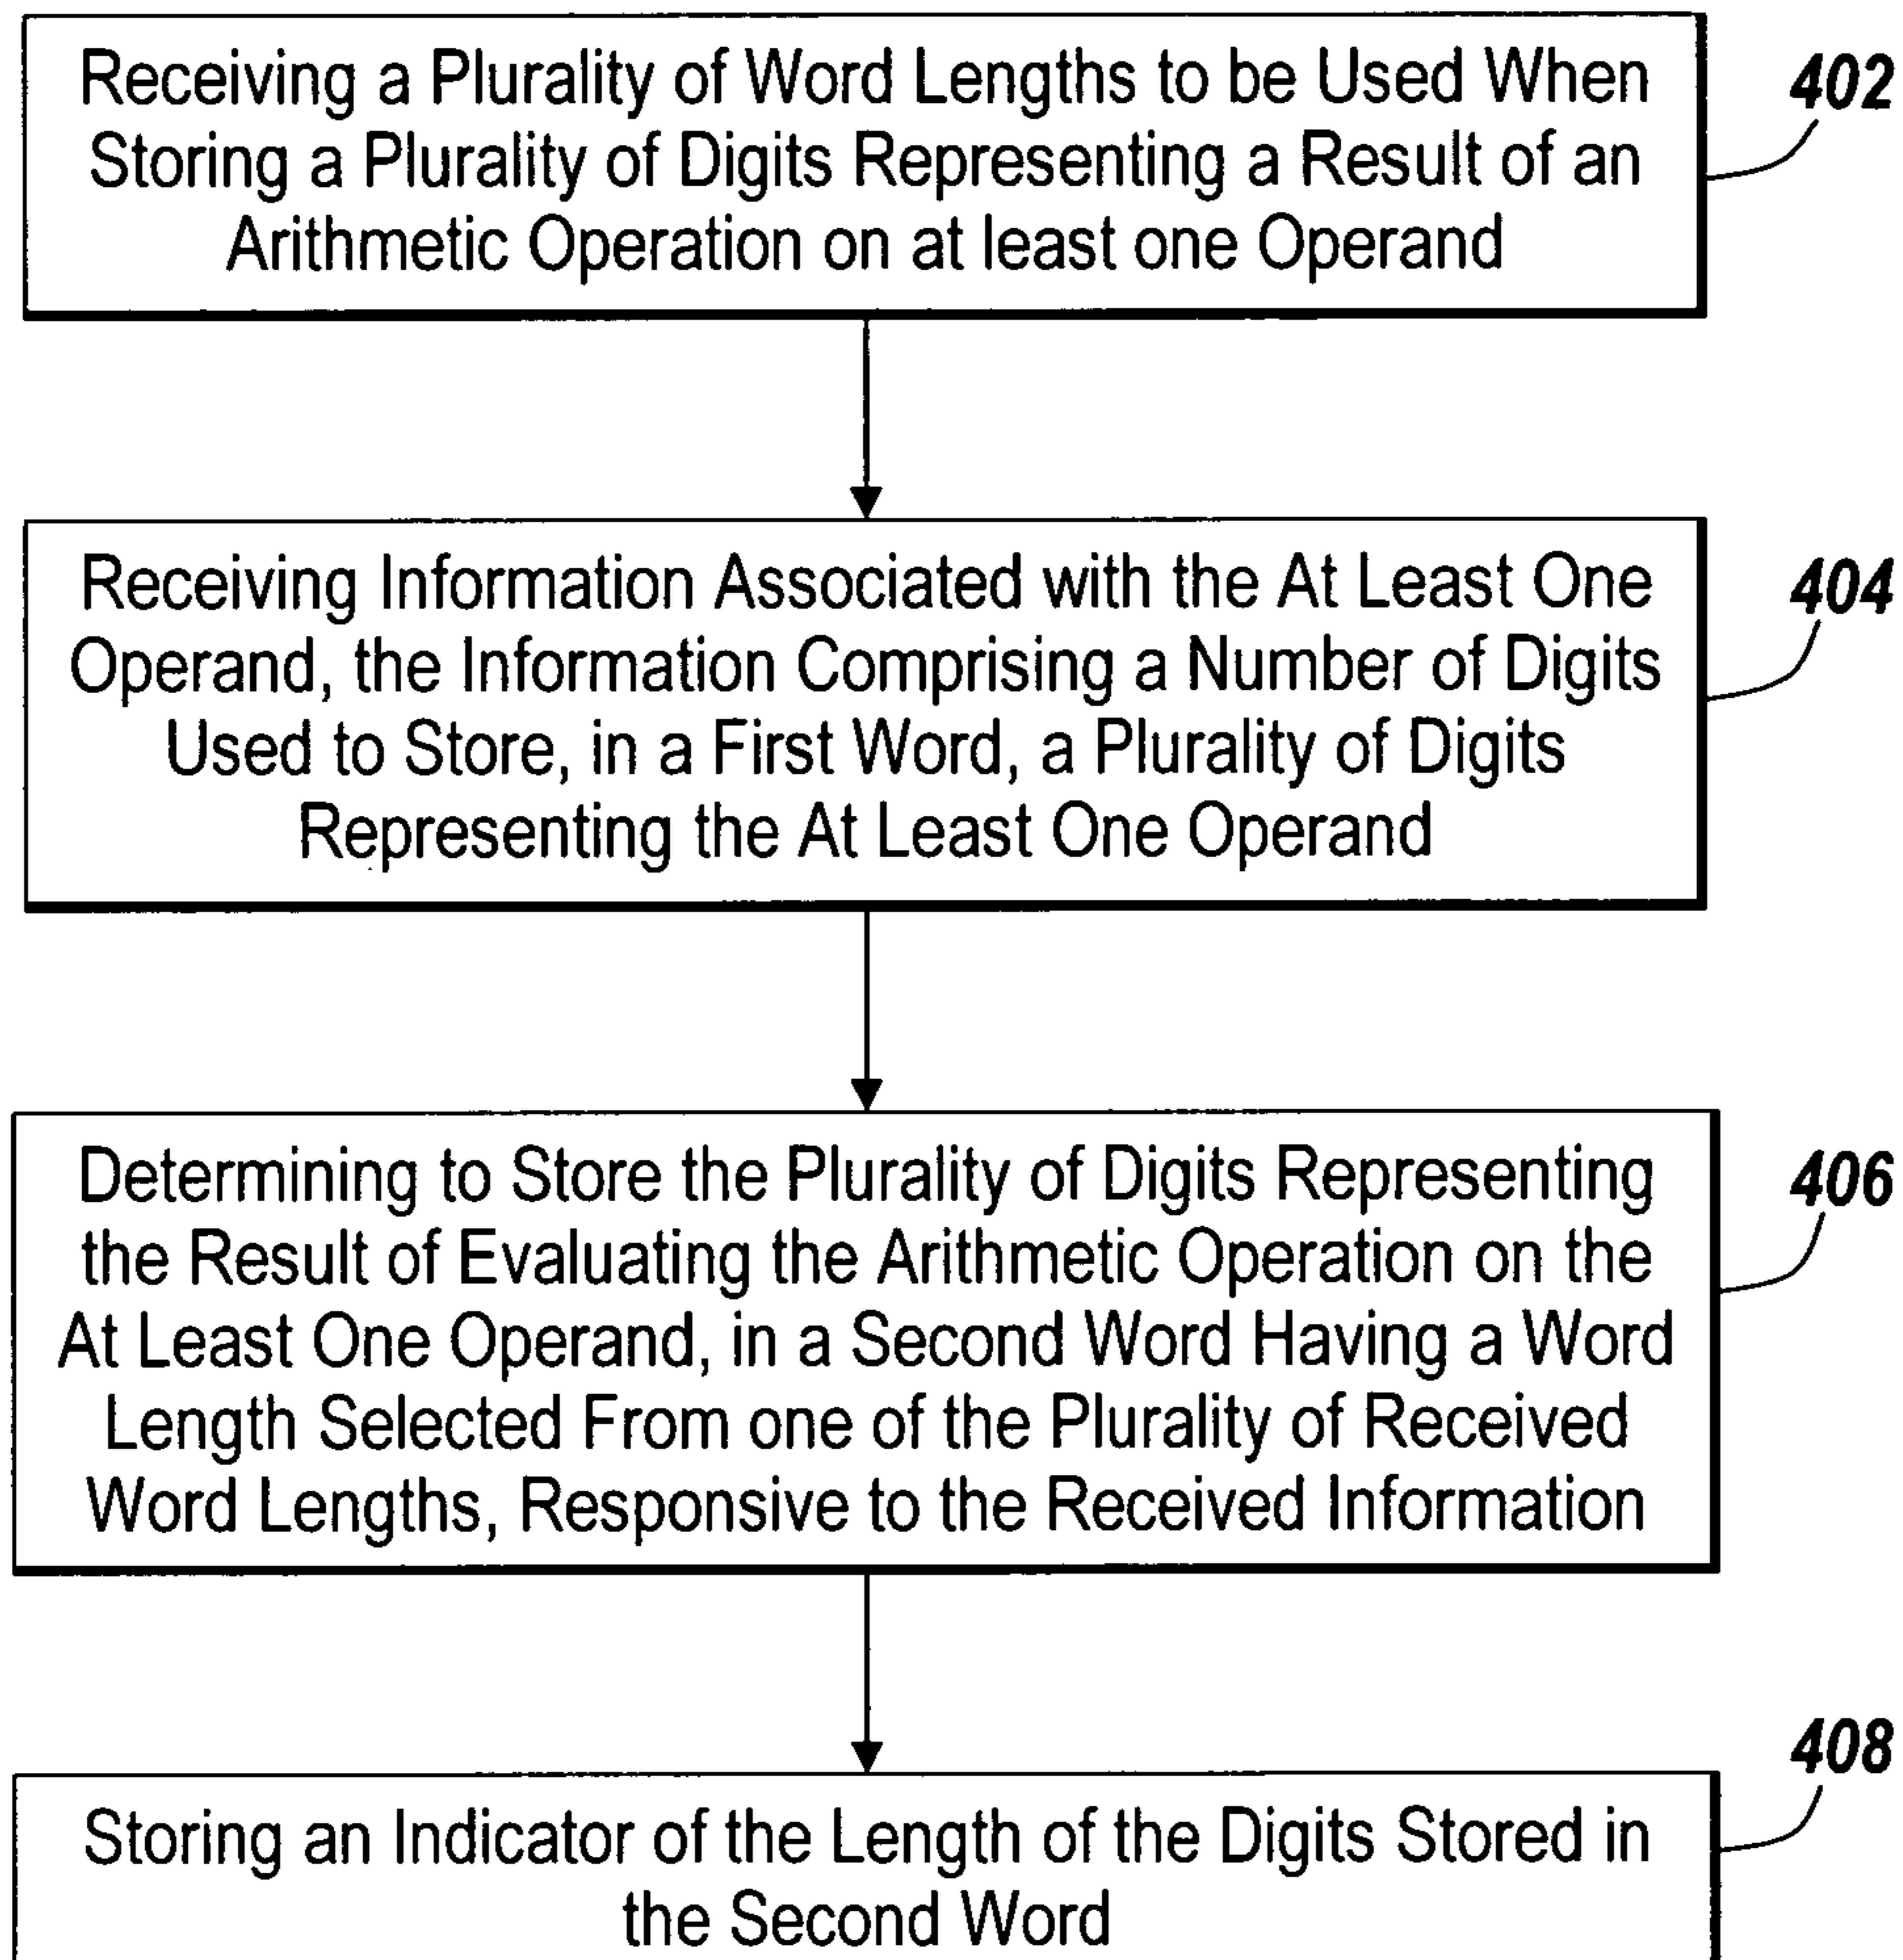 Receiving a Plurality of Word Lengths to be Used When
Storing a Plurality of Digits Representing a Result of an
Arithmetic Operation on at least one Operand
402
Receiving Information Associated with the At Least One
Operand, the Information Comprising a Number of Digits
Used to Store, in a First Word, a Plurality of Digits
Representing the At Least One Operand
404
Determining to Store the Plurality of Digits Representing
the Result of Evaluating the Arithmetic Operation on the
At Least One Operand, in a Second Word Having a Word
Length Selected From one of the Plurality of Received
Word Lengths, Responsive to the Received Information
406
Storing an Indicator of the Length of the Digits Stored in
the Second Word
408